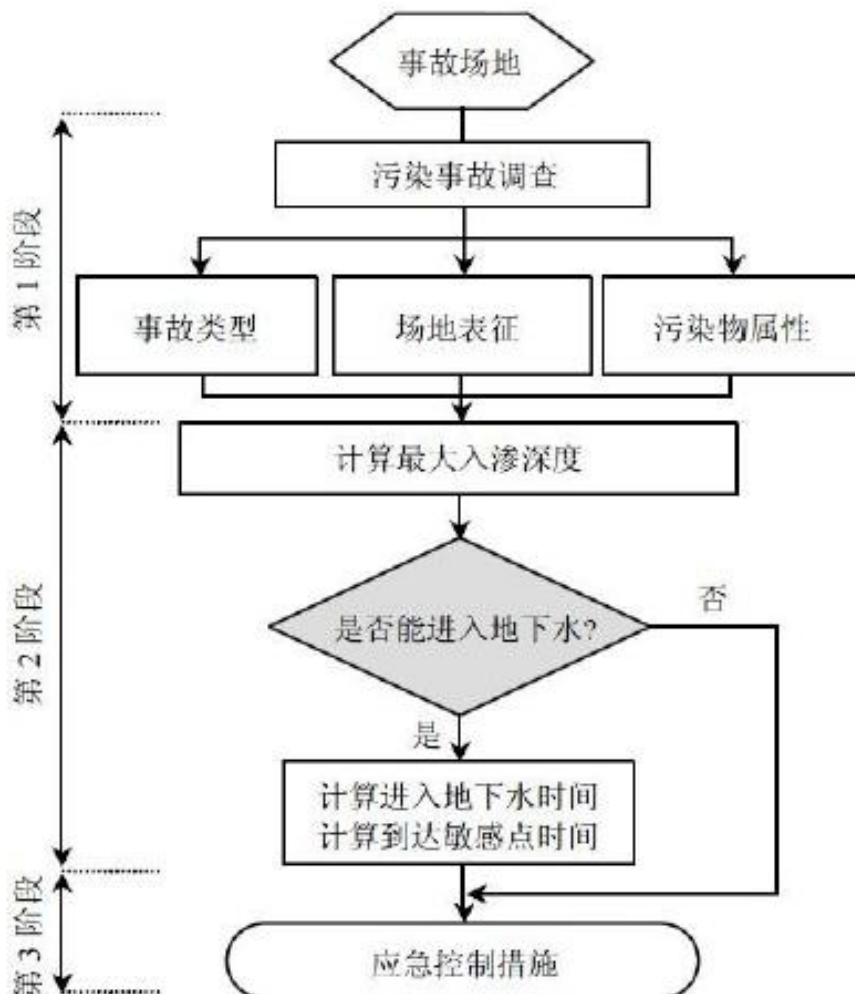 事故场地
污染事故调查
第1阶段
事故类型
场地表征
污染物属性
计算最大入渗深度
第2阶段
是否能进入地下水?
否
是
计算进入地下水时间
计算到达敏感点时间
第3阶段
应急控制措施